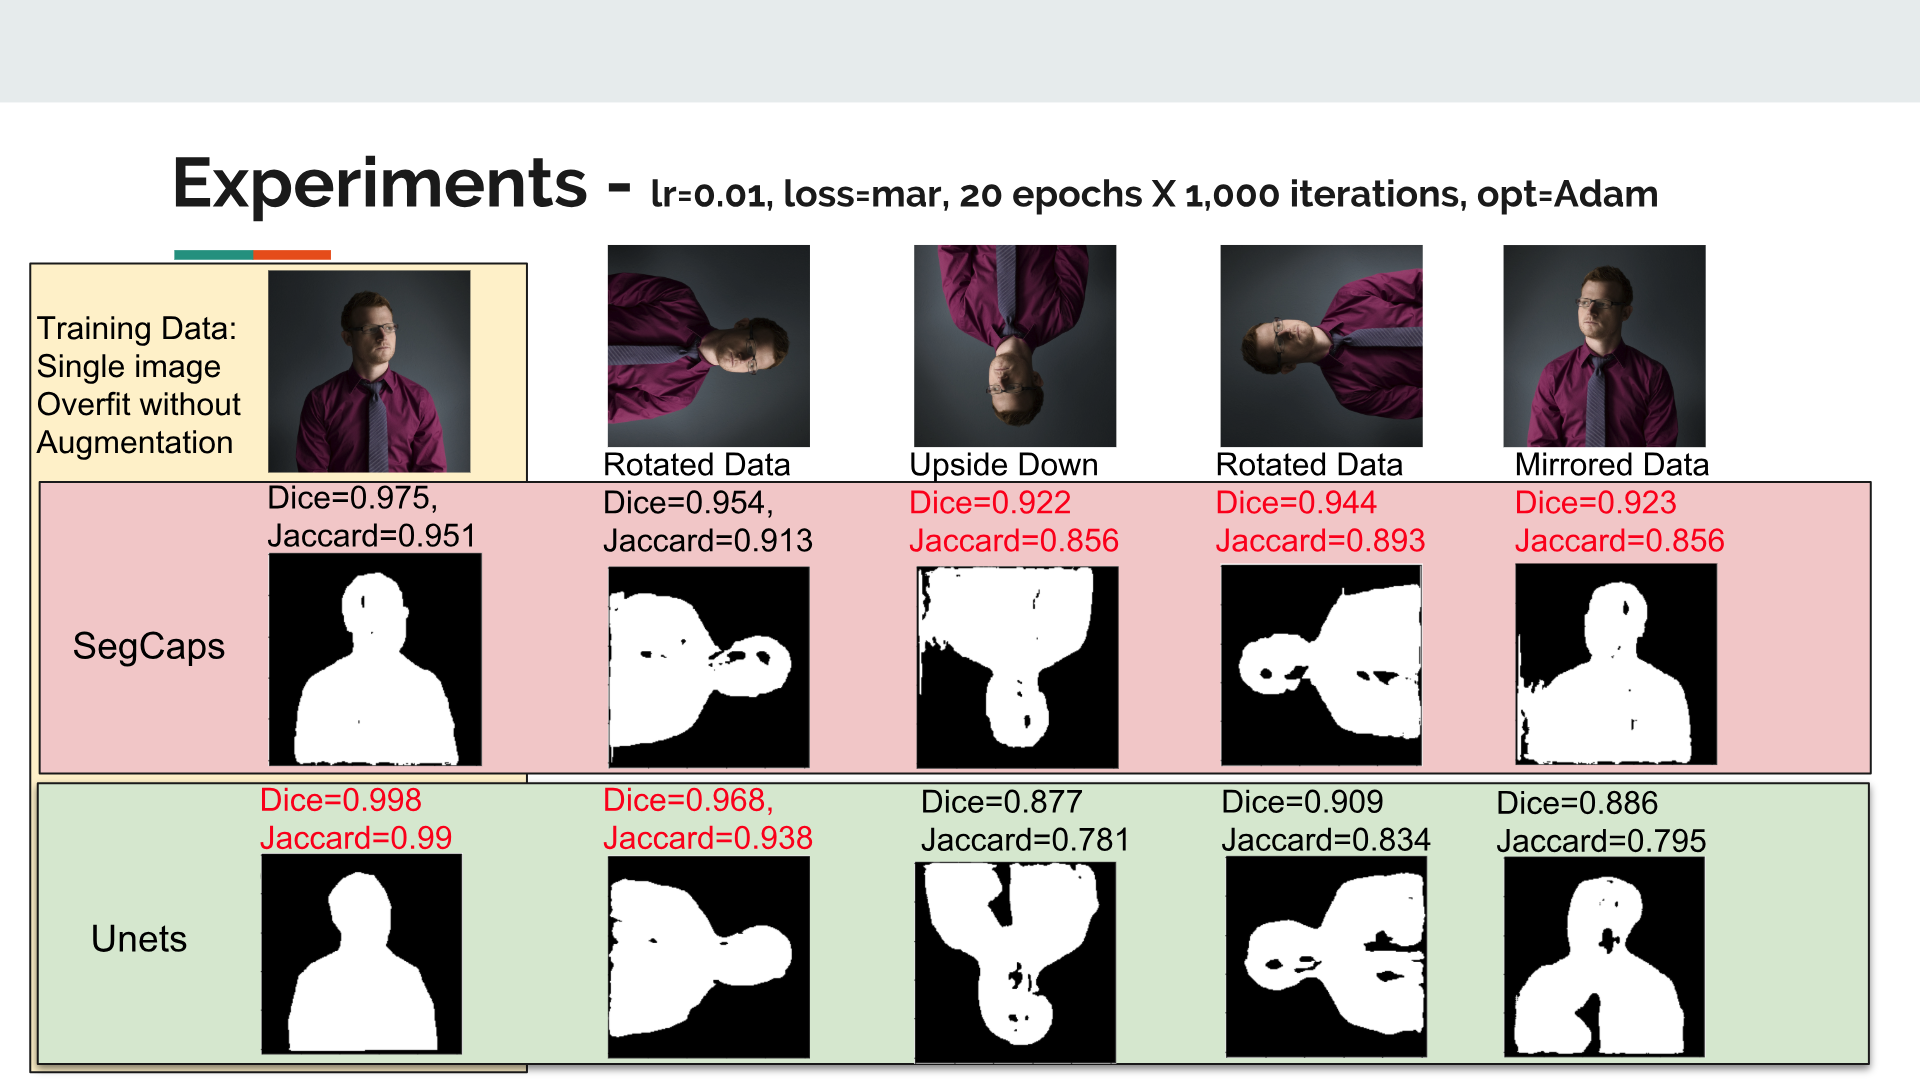 Experiments - lr=0.01, loss=mar, 20 epochs X 1,000 iterations, opt=Adam
Training Data:
Single image
Overfit without
Augmentation
Rotated Data
Upside Down
Rotated Data
Mirrored Data
SegCaps
Dice=0.975,
Jaccard=0.951
Dice=0.954,
Jaccard=0.913
Dice=0.922
Jaccard=0.856
Dice=0.944
Jaccard=0.893
Dice=0.923
Jaccard=0.856
Unets
Dice=0.998
Jaccard=0.99
Dice=0.968,
Jaccard=0.938
Dice=0.877
Jaccard=0.781
Dice=0.909
Jaccard=0.834
Dice=0.886
Jaccard=0.795